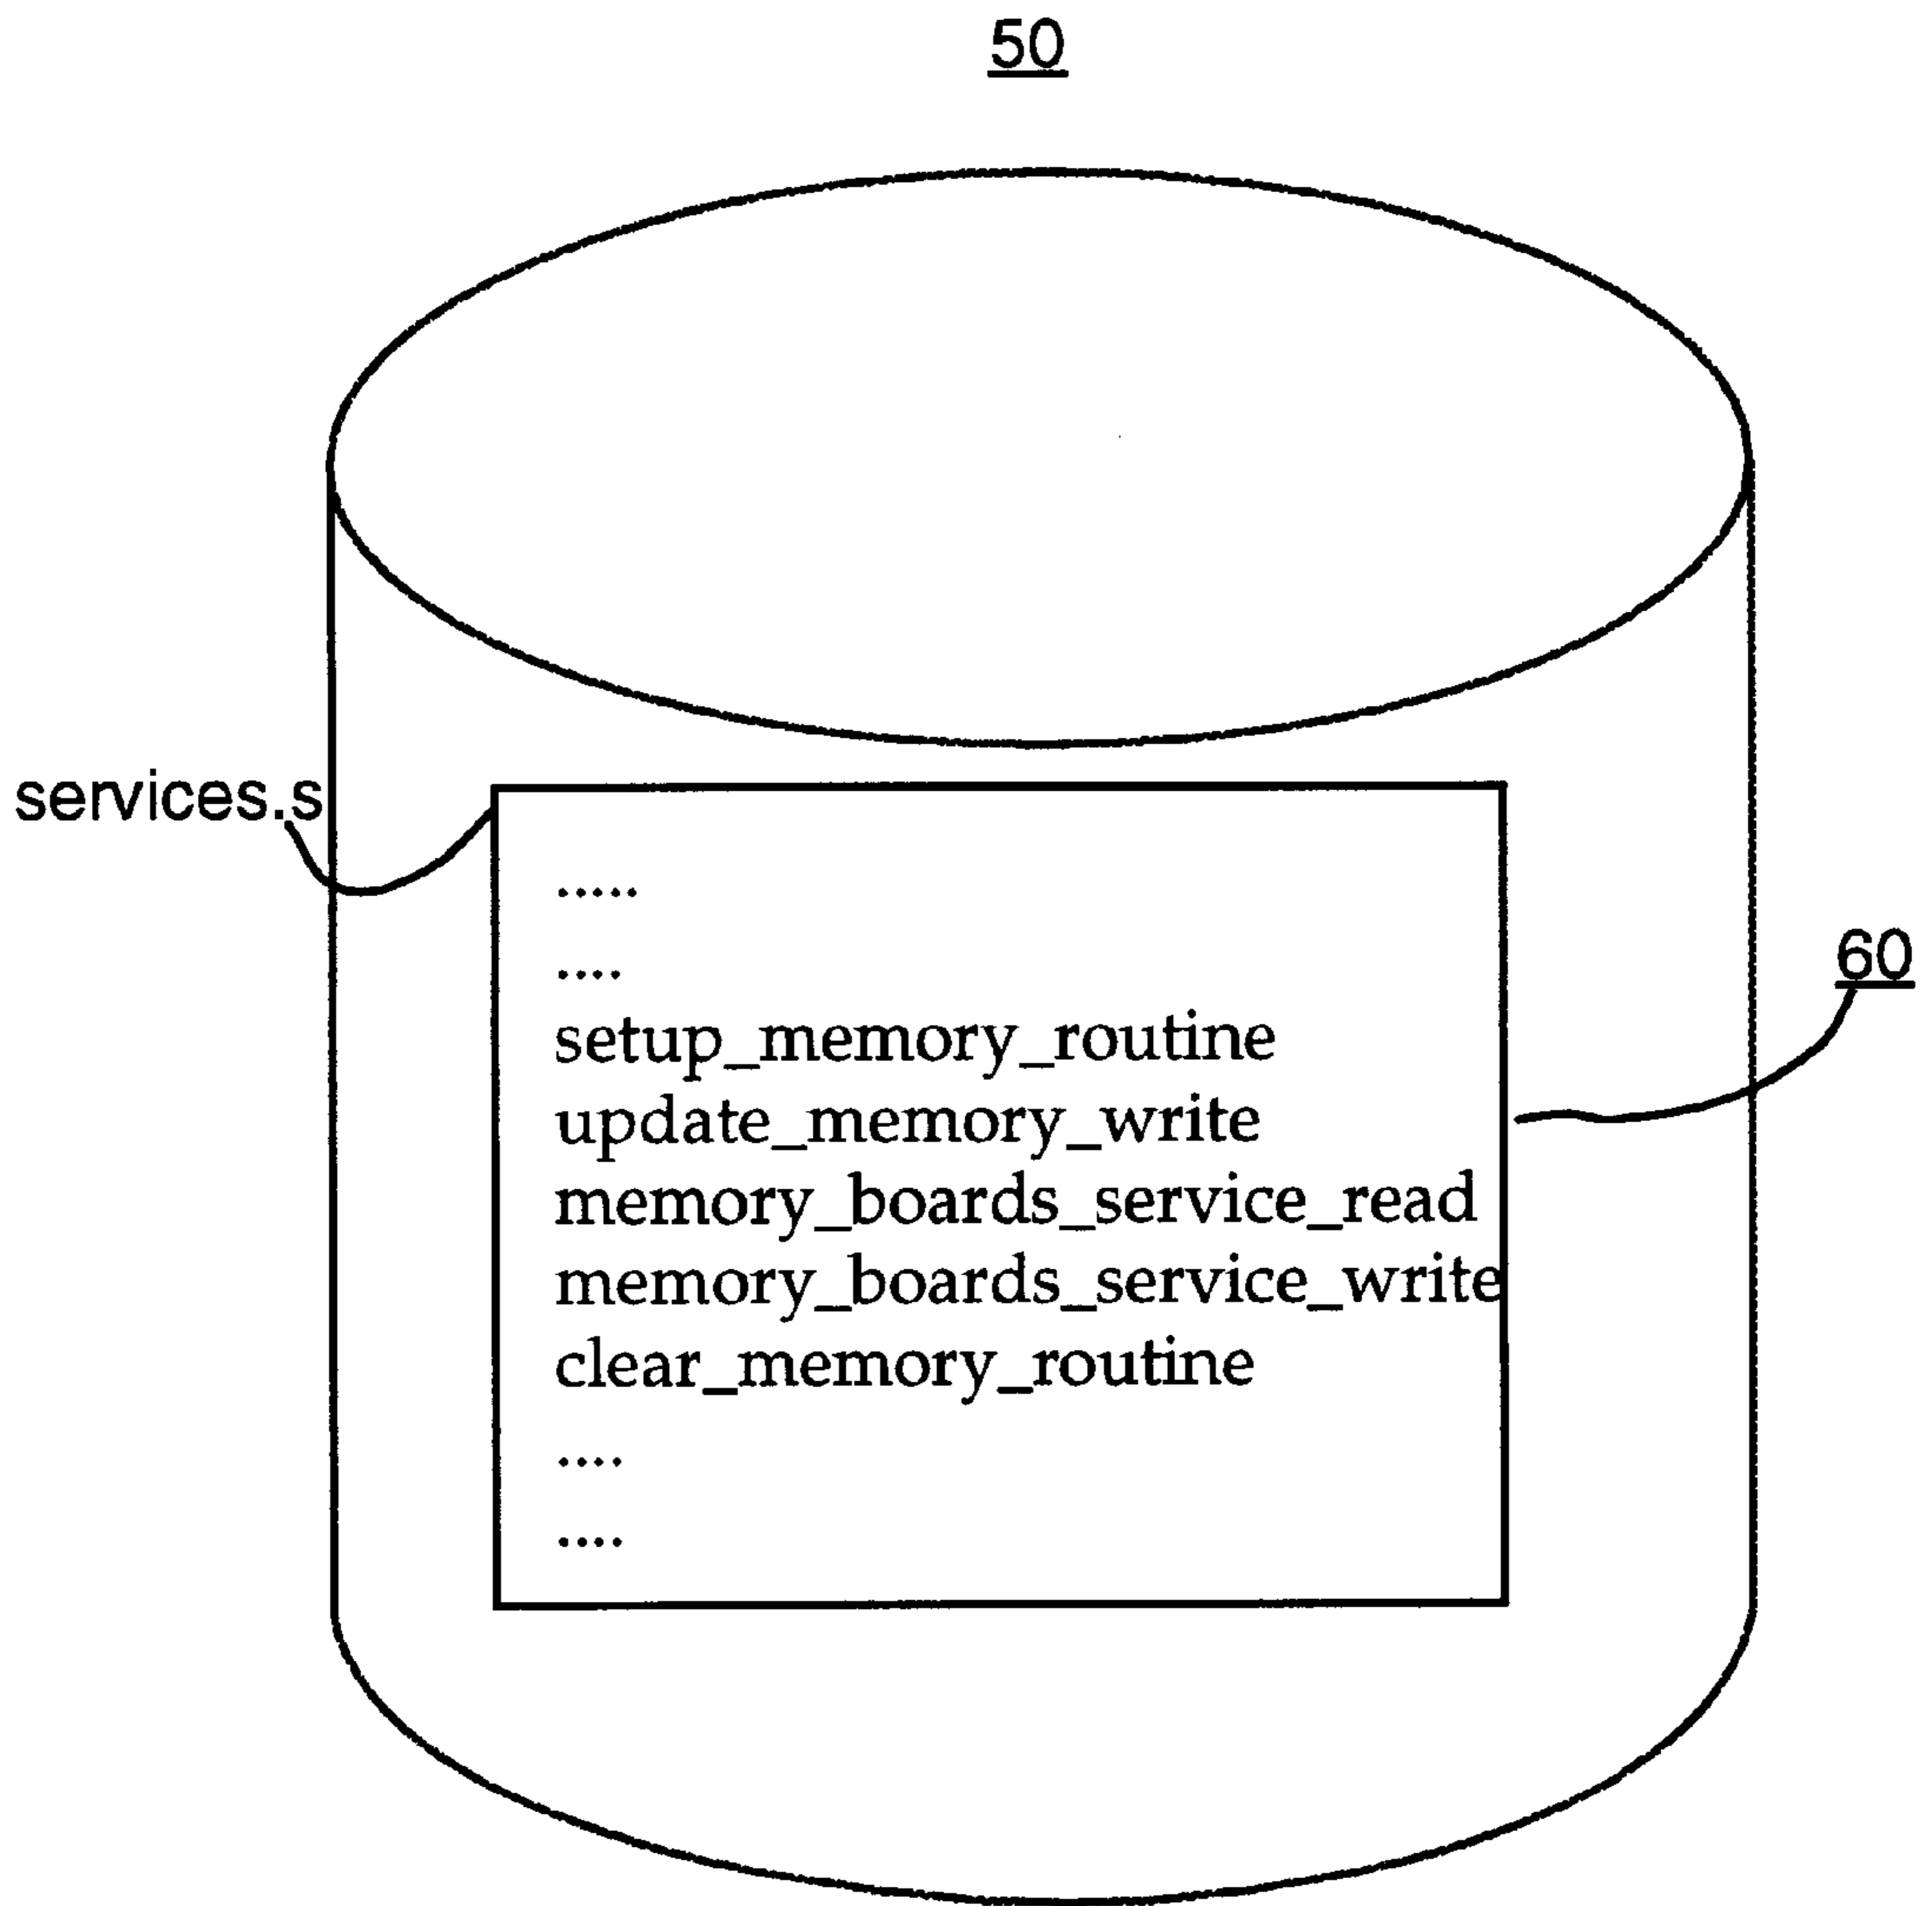 50
services.s
.....
....
60
setup_memory_routine
update_memory_write
memory_boards_service_read
memory_boards_service_write
clear_memory_routine
....
....